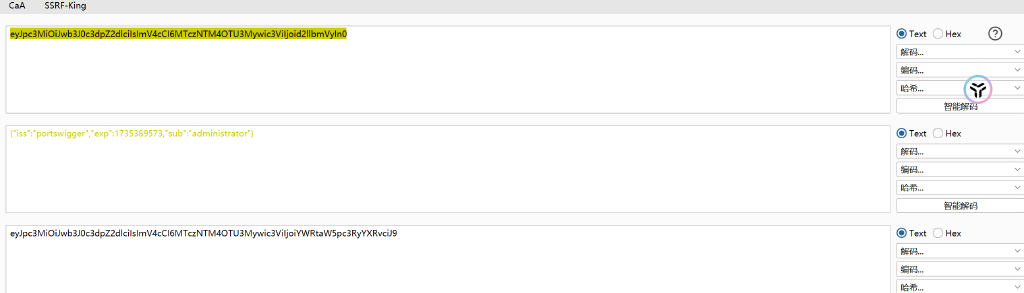 CaA SSRF-King
eyJpc3MiOiJwb3J0c3dpZ2dlciIsImV4cCI6MTczNTM4OTU3Mywic3ViIjoid2llbmVyIn0
Text Hex
解码...
编码...
哈希...
智能解码
{"iss":"portswigger","exp":1735389573,"sub":"administrator"}
Text Hex
解码...
编码...
哈希...
智能解码
eyJpc3MiOiJwb3J0c3dpZ2dlciIsImV4cCI6MTczNTM4OTU3Mywic3ViIjoiYWRtaW5pc3RyYXRvciJ9
Text Hex
解码...
编码...
哈希...